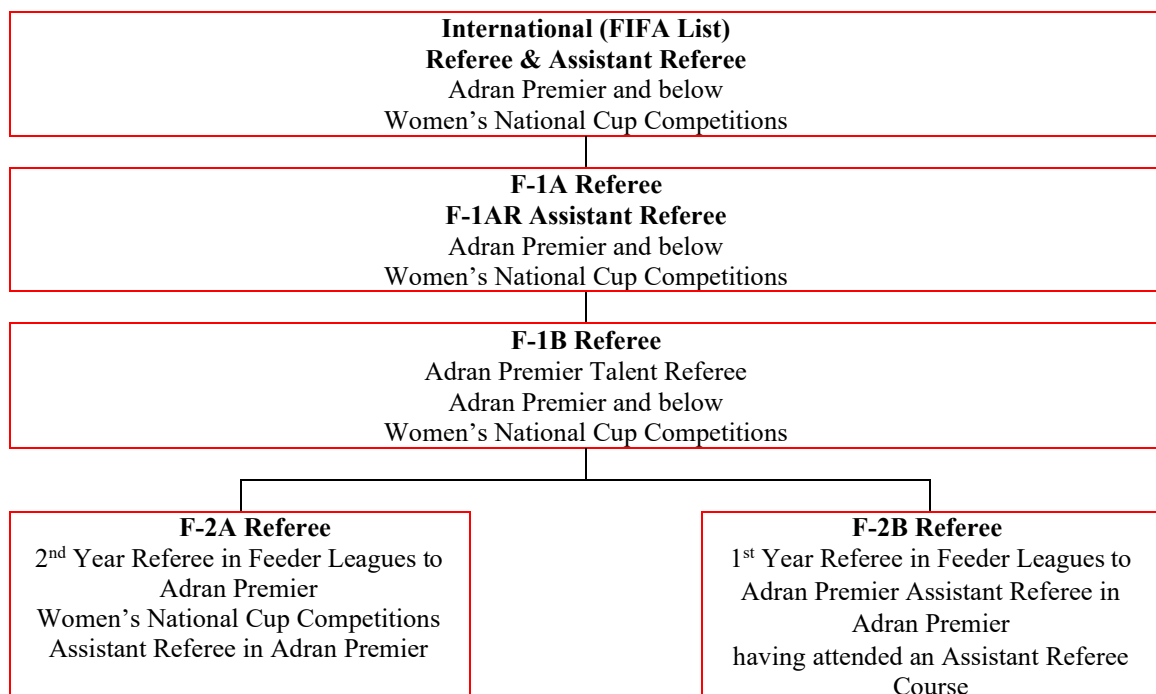 International (FIFA List)
Referee & Assistant Referee
Adran Premier and below
Women’s National Cup Competitions
F-1A Referee
F-1AR Assistant Referee
Adran Premier and below
Women’s National Cup Competitions
F-1B Referee
Adran Premier Talent Referee
Adran Premier and below
Women’s National Cup Competitions
F-2A Referee
2nd Year Referee in Feeder Leagues to
Adran Premier
Women’s National Cup Competitions
Assistant Referee in Adran Premier
F-2B Referee
1st Year Referee in Feeder Leagues to
Adran Premier Assistant Referee in
Adran Premier
having attended an Assistant Referee
Course